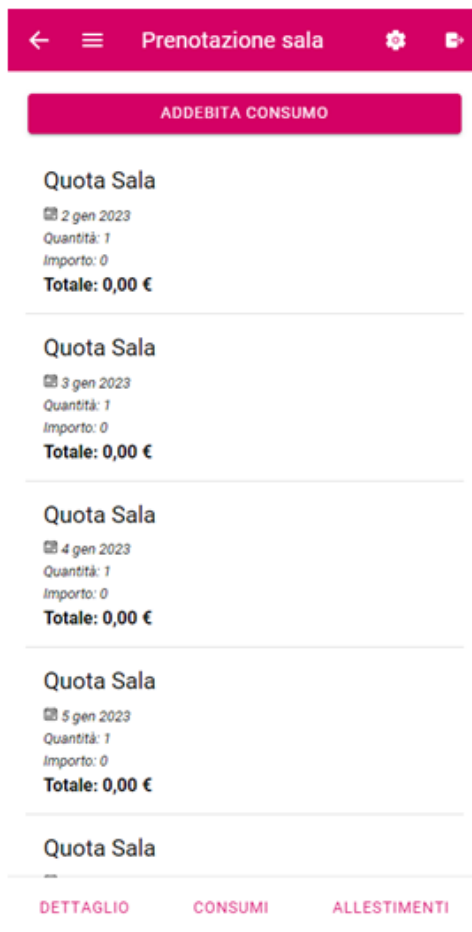 Prenotazione sala
ADDEBITA CONSUMO
Quota Sala
2 gen 2023
Quantità: 1
Importo: 0
Totale: 0,00 €
Quota Sala
3 gen 2023
Quantità: 1
Importo: 0
Totale: 0,00 €
Quota Sala
4 gen 2023
Quantità: 1
Importo: 0
Totale: 0,00 €
Quota Sala
5 gen 2023
Quantità: 1
Importo: 0
Totale: 0,00 €
Quota Sala
DETTAGLIO CONSUMI ALLESTIMENTI